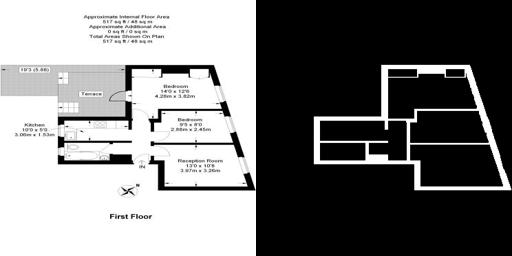 Approximate Internal Floor Area
517 sq ft / 48 sq m
Approximate Additional Area
0 sq ft / 0 sq m
Total Areas Shown On Plan
517 sq ft / 48 sq m
19'3 (5.88)
Terrace
Bedroom
14'0 x 12'6
4.28m x 3.82m
Kitchen
10'0 x 5'0
3.06m x 1.53m
Bedroom
9'5 x 8'0
2.88m x 2.45m
Reception Room
13'0 x 10'8
3.97m x 3.26m
IN
N
First Floor